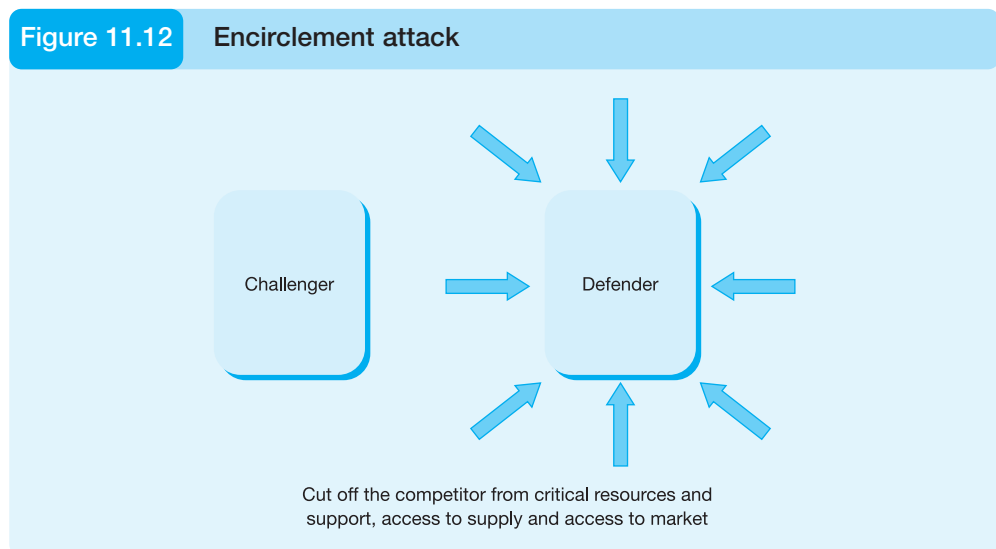 Figure 11.12 Encirclement attack
Challenger
Defender
Cut off the competitor from critical resources and
support, access to supply and access to market